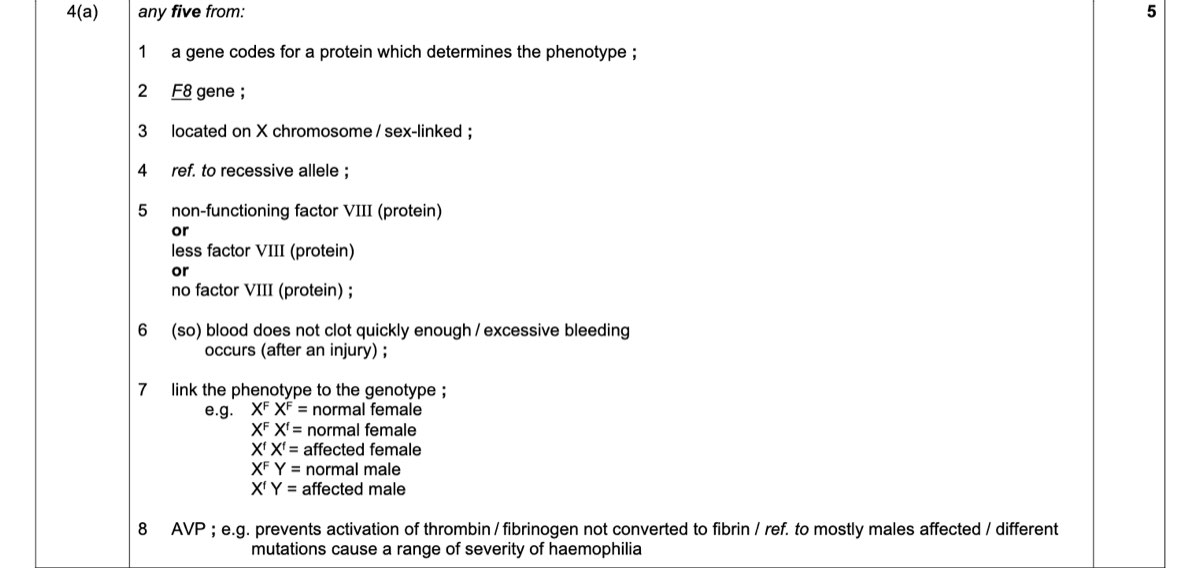 4(a) any five from: 5
1 a gene codes for a protein which determines the phenotype ;
2 F8 gene ;
3 located on X chromosome / sex-linked ;
4 ref. to recessive allele ;
5 non-functioning factor VIII (protein)
or
less factor VIII (protein)
or
no factor VIII (protein) ;
6 (so) blood does not clot quickly enough / excessive bleeding
occurs (after an injury) ;
7 link the phenotype to the genotype ;
e.g. Xᶠ Xᶠ = normal female
Xᶠ Xᶠ = normal female
Xᶠ Xᶠ = affected female
Xᶠ Y = normal male
Xᶠ Y = affected male
8 AVP ; e.g. prevents activation of thrombin / fibrinogen not converted to fibrin / ref. to mostly males affected / different
mutations cause a range of severity of haemophilia